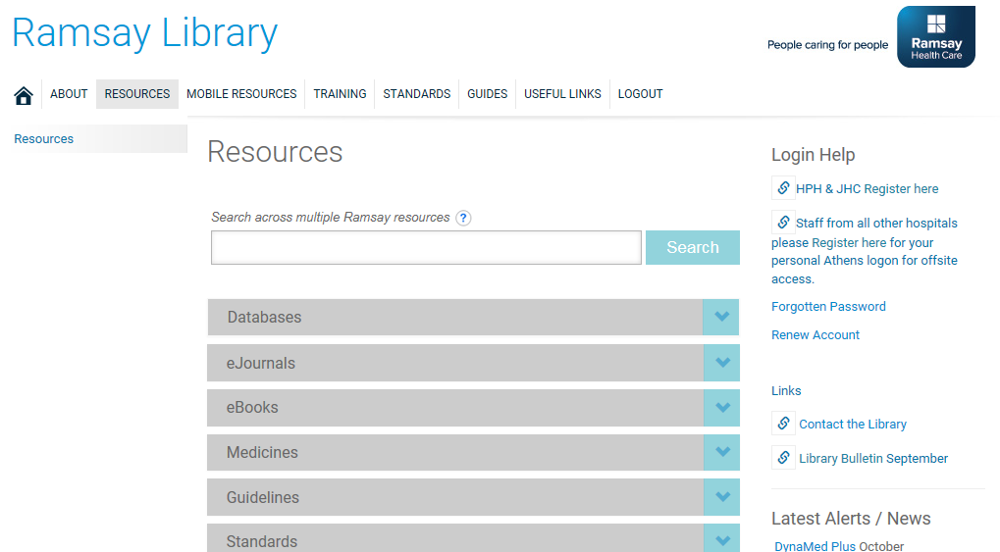 Ramsay Library
People caring for people
Ramsay
Health Care
ABOUT
RESOURCES
MOBILE RESOURCES
TRAINING
STANDARDS
GUIDES
USEFUL LINKS
LOGOUT
Resources
Resources
Search across multiple Ramsay resources ?
Search
Databases
eJournals
eBooks
Medicines
Guidelines
Standards
Login Help
HPH & JHC Register here
Staff from all other hospitals
please Register here for your
personal Athens logon for offsite
access.
Forgotten Password
Renew Account
Links
Contact the Library
Library Bulletin September
Latest Alerts / News
DynaMed Plus October